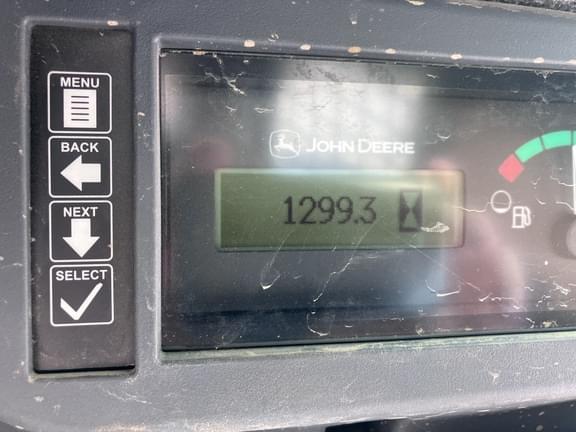 MENU
BACK
NEXT
SELECT
JOHN DEERE
1299.3